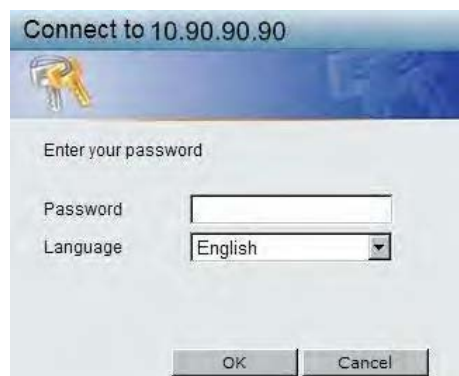 Connect to 10.90.90.90
Enter your password
Password
Language English
OK Cancel